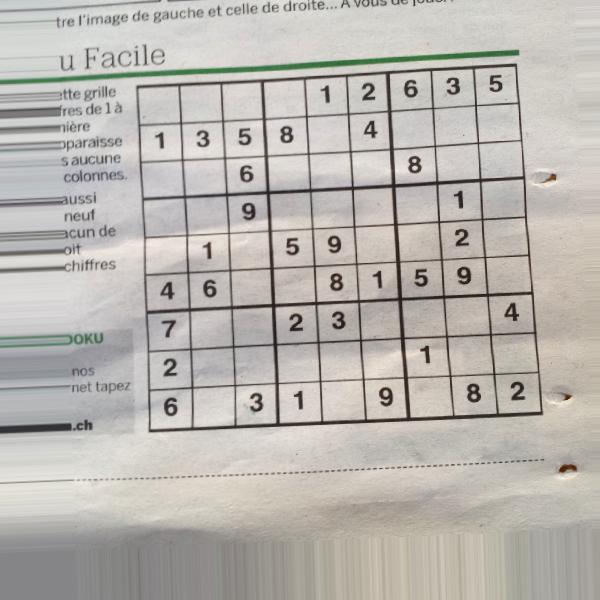 tre l'image de gauche et celle de droite... À vous de jouer!
u Facile
tte grille
fres de 1 à
nière
pparaisse
s aucune
colonnes.
aussi
neuf
acun de
oit
chiffres
OKU
nos
net tapez
.ch
1 2 6 3 5
1 3 5 8 4
6 8
9 1
1 5 9 2
4 6 8 1 5 9
7 2 3 4
2 1
6 3 1 9 8 2